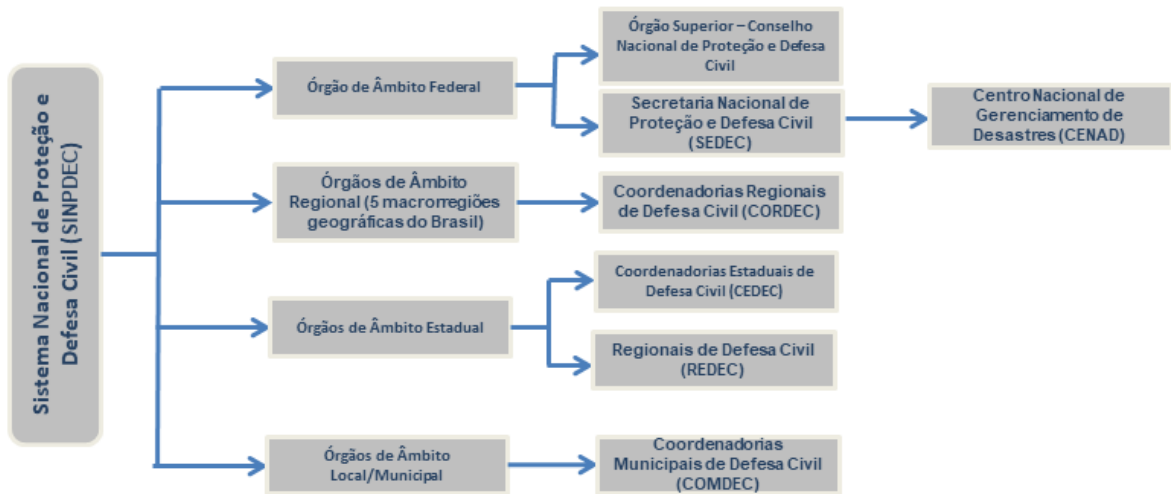 Sistema Nacional de Proteção e
Defesa Civil (SINPDEC)
Órgão de Âmbito Federal
Órgão Superior – Conselho
Nacional de Proteção e Defesa
Civil
Secretaria Nacional de
Proteção e Defesa Civil
(SEDEC)
Centro Nacional de
Gerenciamento de
Desastres (CENAD)
Órgãos de Âmbito
Regional (5 macrorregiões
geográficas do Brasil)
Coordenadorias Regionais
de Defesa Civil (CORDEC)
Órgãos de Âmbito Estadual
Coordenadorias Estaduais de
Defesa Civil (CEDEC)
Regionais de Defesa Civil
(REDEC)
Órgãos de Âmbito
Local/Municipal
Coordenadorias
Municipais de Defesa Civil
(COMDEC)